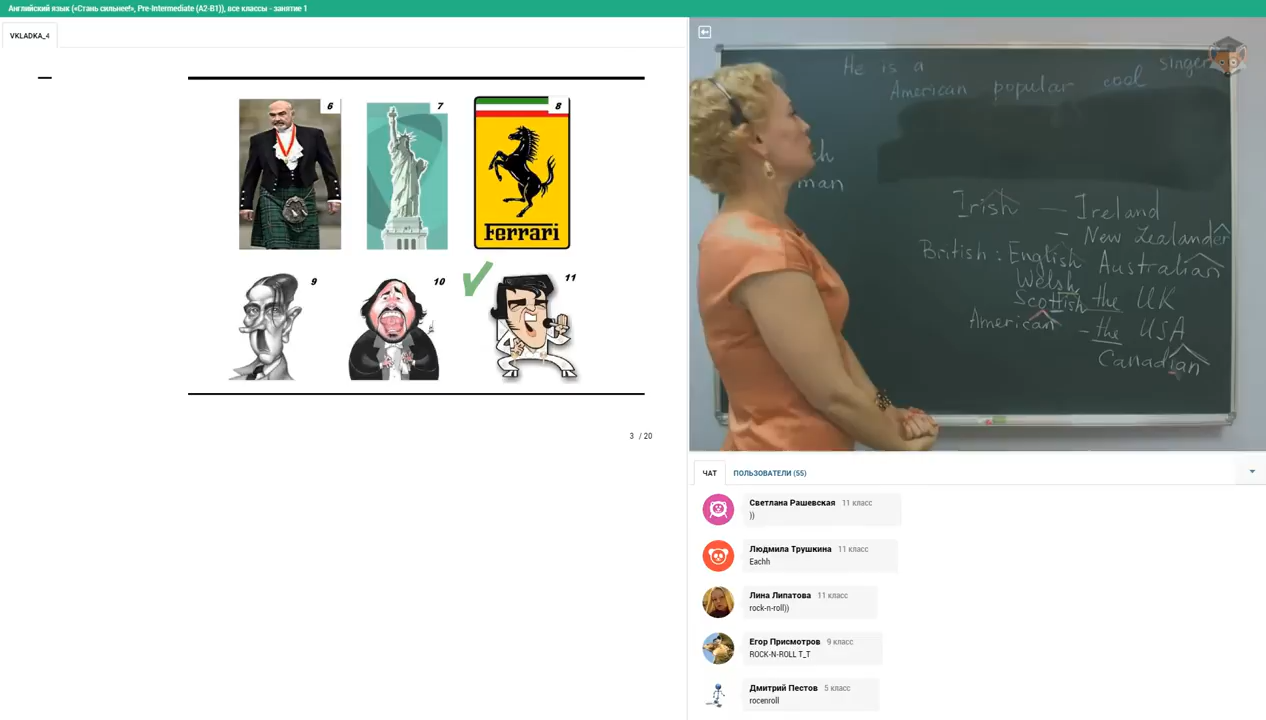 Английский язык («Стань сильнее!», Pre-Intermediate (A2-B1)), все классы - занятие 1
VKLADKA_4
6
7
8
Ferrari
9
10
11
3 / 20
He is a
singer
American popular cool
man
Irish — Ireland
- New Zealander
British : English Australian
Welsh
Scottish the UK
American - the USA
Canadian
ЧАТ
ПОЛЬЗОВАТЕЛИ (55)
Светлана Рашевская 11 класс
))
Людмила Трушкина 11 класс
Eachh
Лина Липатова 11 класс
rock-n-roll))
Егор Присмотров 9 класс
ROCK-N-ROLL T_T
Дмитрий Пестов 5 класс
rocenroll